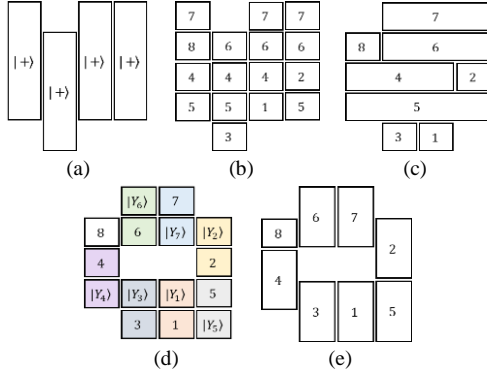 |+⟩ |+⟩ |+⟩
|+⟩
(a)
7 7 7
8 6 6 6
4 4 4 2
5 5 1 5
3
(b)
7
8 6
4 2
5
3 1
(c)
|Y₆⟩ 7
8 6 |Y₇⟩ |Y₂⟩
4 2
|Y₄⟩ |Y₃⟩ |Y₁⟩ 5
3 1 |Y₅⟩
(d)
6 7
8
2
4
3 1 5
(e)